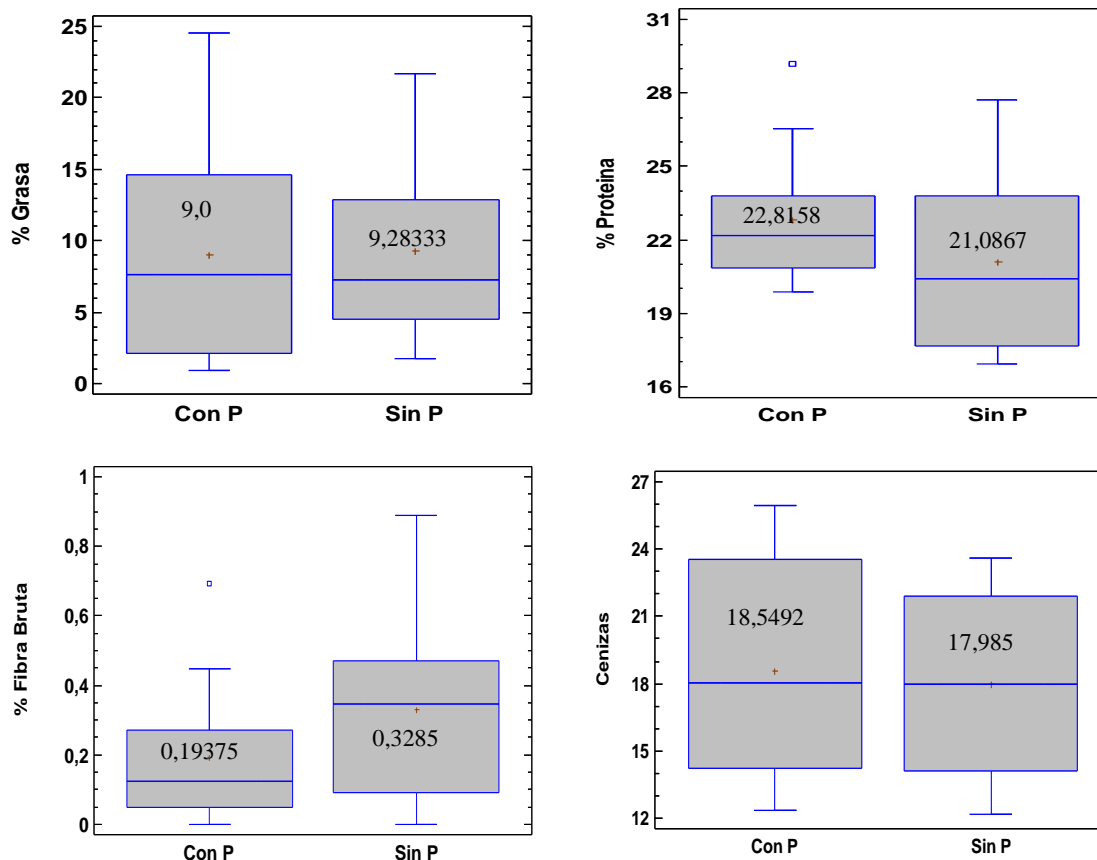 % Grasa
25
20
15
10
5
0
9,0
9,28333
Con P
Sin P
% Proteina
31
28
25
22
19
16
22,8158
21,0867
Con P
Sin P
% Fibra Bruta
1
0,8
0,6
0,4
0,2
0
0,19375
0,3285
Con P
Sin P
Cenizas
27
24
21
18
15
12
18,5492
17,985
Con P
Sin P